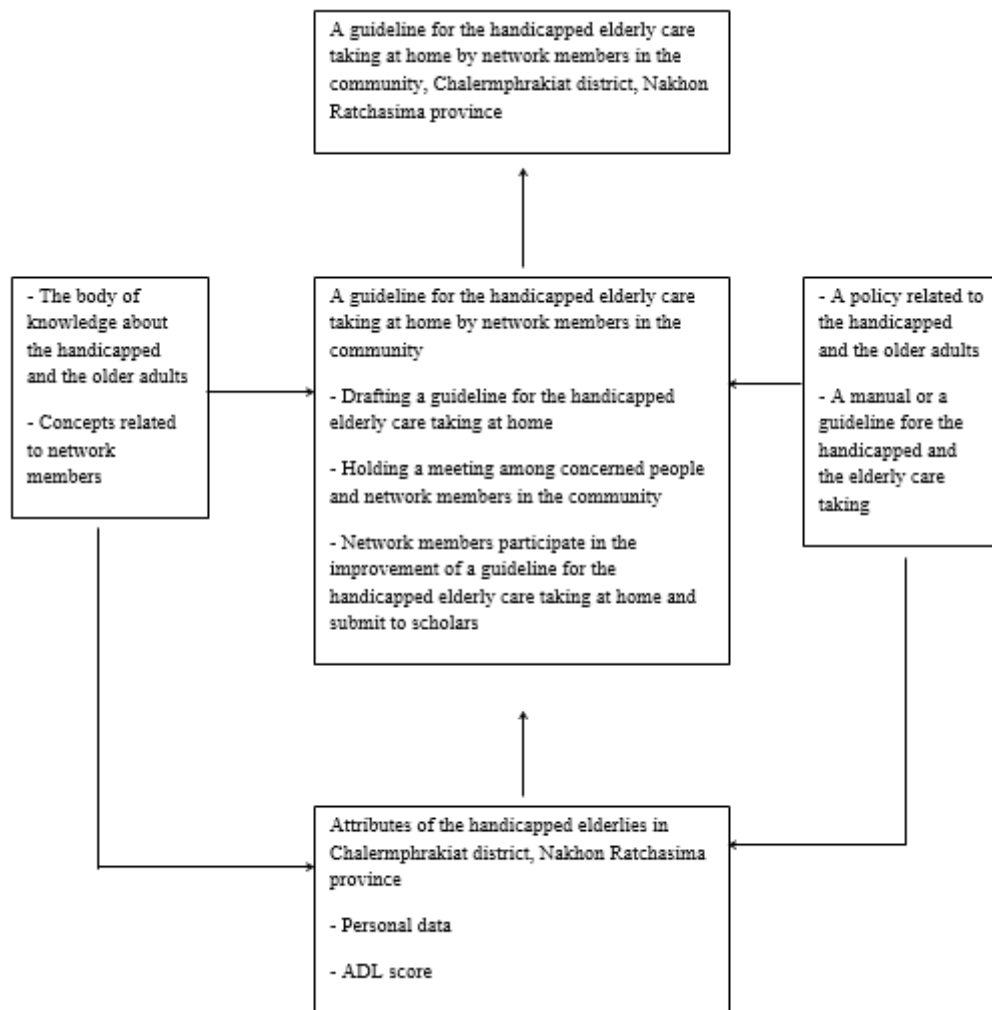 A guideline for the handicapped elderly care
taking at home by network members in the
community, Chalermphrakiat district, Nakhon
Ratchasima province
- The body of
knowledge about
the handicapped
and the older adults
- Concepts related
to network
members
A guideline for the handicapped elderly care
taking at home by network members in the
community
- Drafting a guideline for the handicapped
elderly care taking at home
- Holding a meeting among concerned people
and network members in the community
- Network members participate in the
improvement of a guideline for the
handicapped elderly care taking at home and
submit to scholars
- A policy related to
the handicapped
and the older adults
- A manual or a
guideline fore the
handicapped and
the elderly care
taking
Attributes of the handicapped elderlies in
Chalermphrakiat district, Nakhon Ratchasima
province
- Personal data
- ADL score